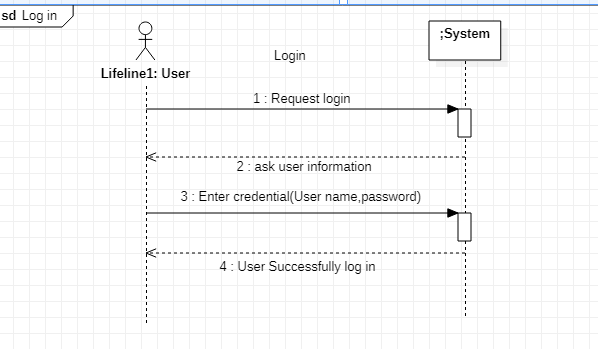 sd Log in
Login
;System
Lifeline1: User
1 : Request login
2 : ask user information
3 : Enter credential(User name,password)
4 : User Successfully log in